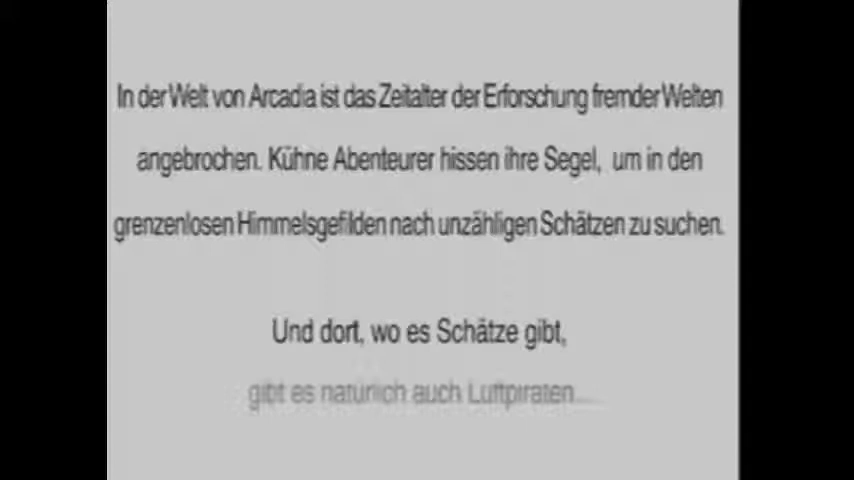 In der Welt von Arcadia ist das Zeitalter der Erforschung fremder Welten
angebrochen. Kühne Abenteurer hissen ihre Segel, um in den
grenzenlosen Himmelsgefilden nach unzähligen Schätzen zu suchen.
Und dort, wo es Schätze gibt,
gibt es natürlich auch Luftpiraten....